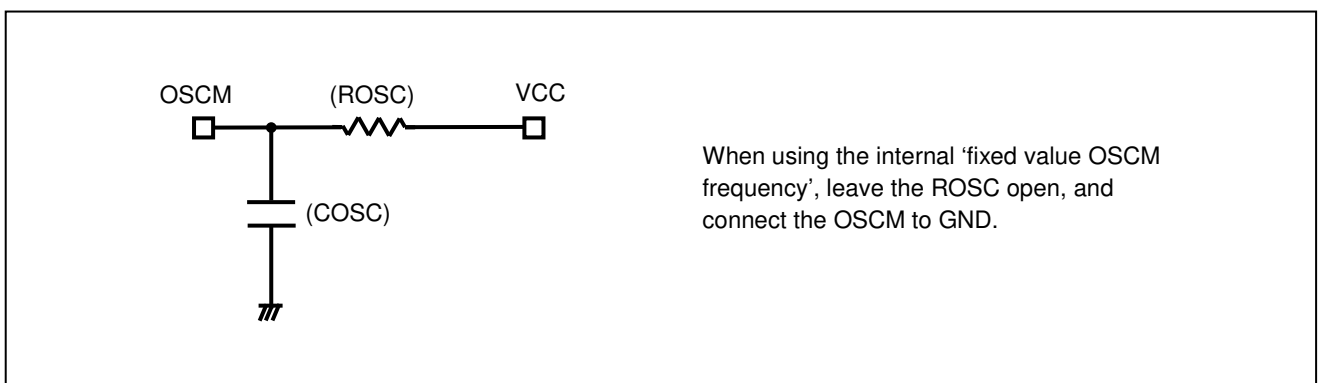 OSCM (ROSC) VCC
(COSC)
When using the internal ‘fixed value OSCM
frequency’, leave the ROSC open, and
connect the OSCM to GND.